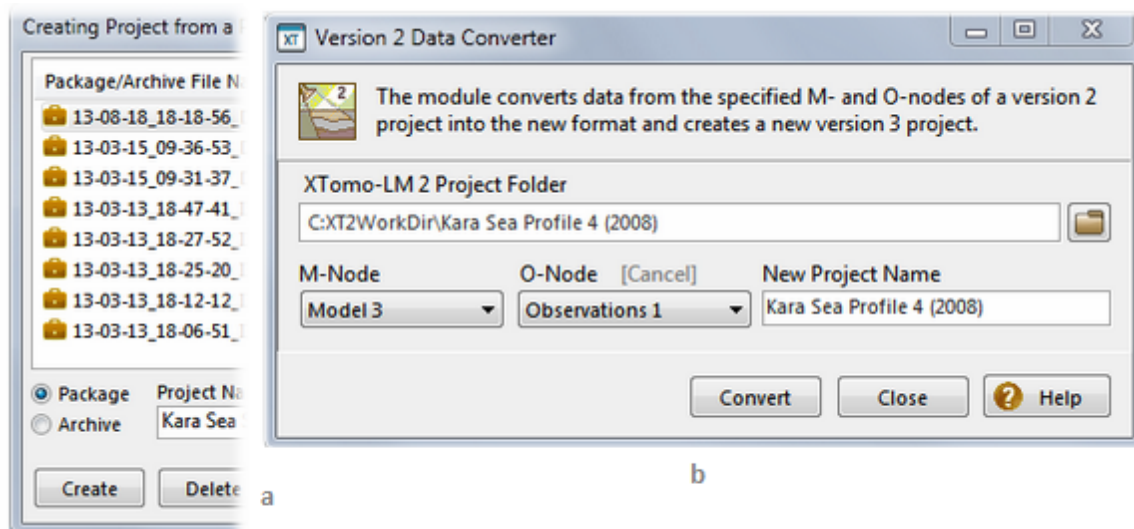 Creating Project from a
Package/Archive File N
13-08-18_18-18-56_
13-03-15_09-36-53_
13-03-15_09-31-37_
13-03-13_18-47-41_
13-03-13_18-27-52_
13-03-13_18-25-20_
13-03-13_18-12-12_
13-03-13_18-06-51_
Package
Project Na
Archive
Kara Sea
Create
Delete
a
XT Version 2 Data Converter
2
The module converts data from the specified M- and O-nodes of a version 2
project into the new format and creates a new version 3 project.
XTomo-LM 2 Project Folder
C:XT2WorkDir\Kara Sea Profile 4 (2008)
M-Node
O-Node [Cancel]
New Project Name
Model 3
Observations 1
Kara Sea Profile 4 (2008)
Convert
Close
? Help
b